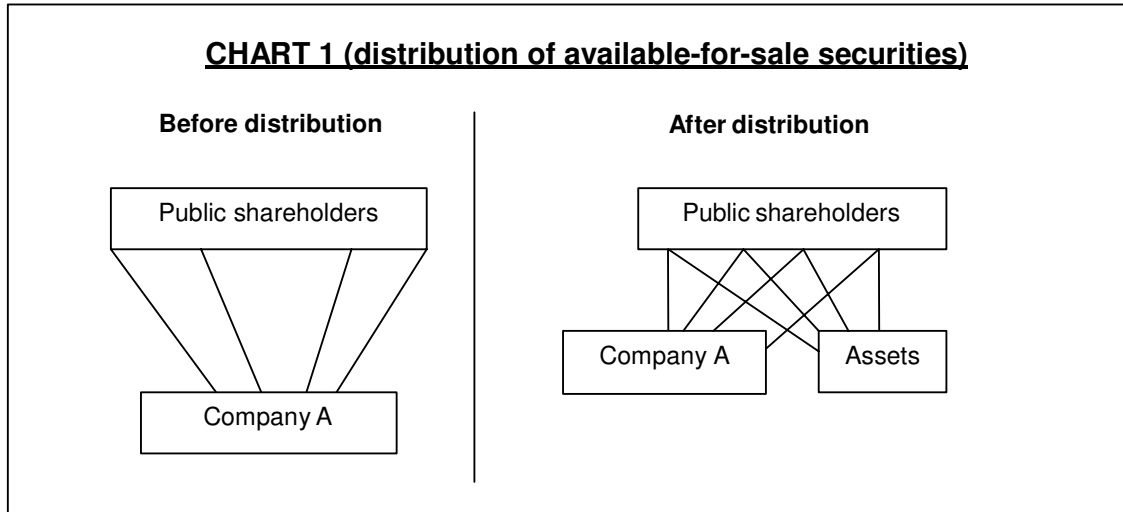 CHART 1 (distribution of available-for-sale securities)
Before distribution
Public shareholders
Company A
After distribution
Public shareholders
Company A
Assets